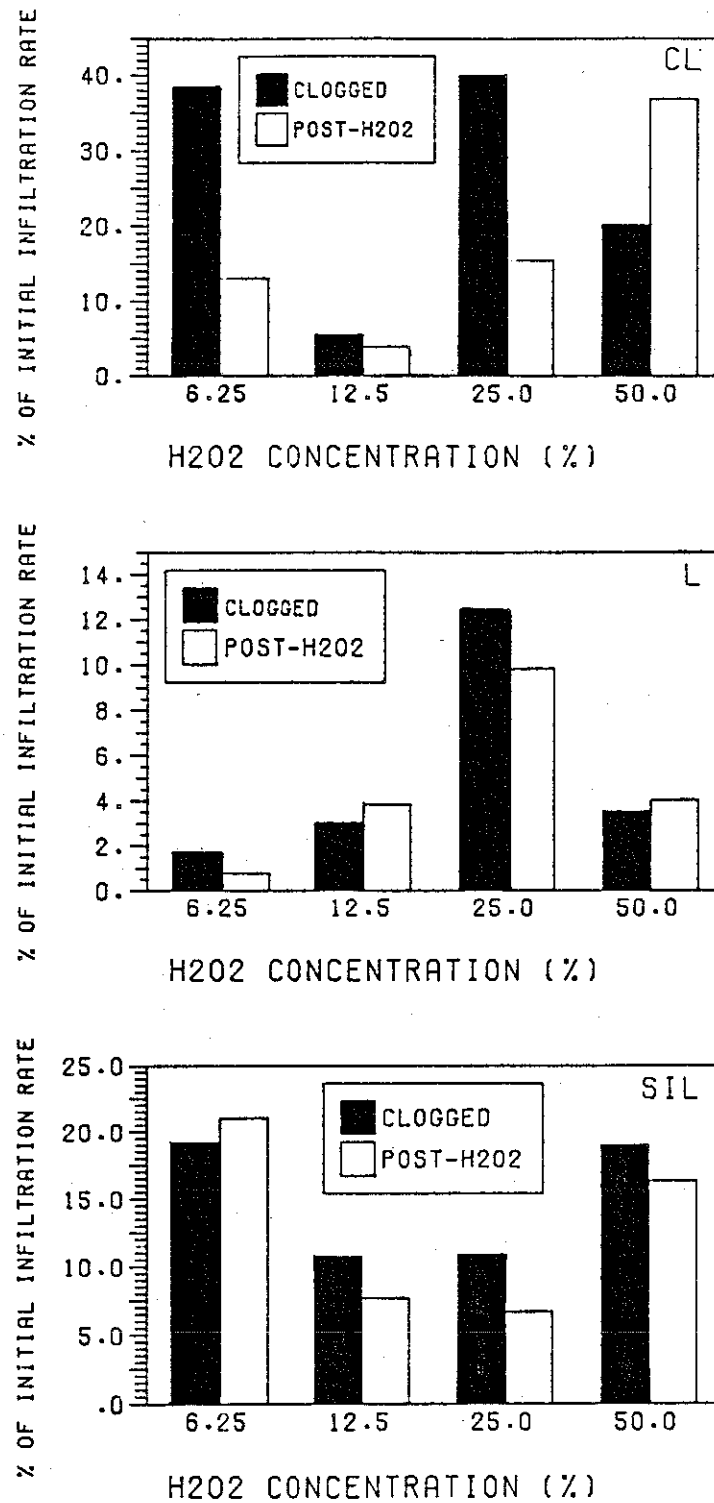 % OF INITIAL INFILTRATION RATE
CL
CLOGGED
POST-H2O2
40.
30.
20.
10.
0.
6.25 12.5 25.0 50.0
H2O2 CONCENTRATION (%)
% OF INITIAL INFILTRATION RATE
L
CLOGGED
POST-H2O2
14.
12.
10.
8.
6.
4.
2.
0.
6.25 12.5 25.0 50.0
H2O2 CONCENTRATION (%)
% OF INITIAL INFILTRATION RATE
SIL
CLOGGED
POST-H2O2
25.0
20.0
15.0
10.0
5.0
.0
6.25 12.5 25.0 50.0
H2O2 CONCENTRATION (%)